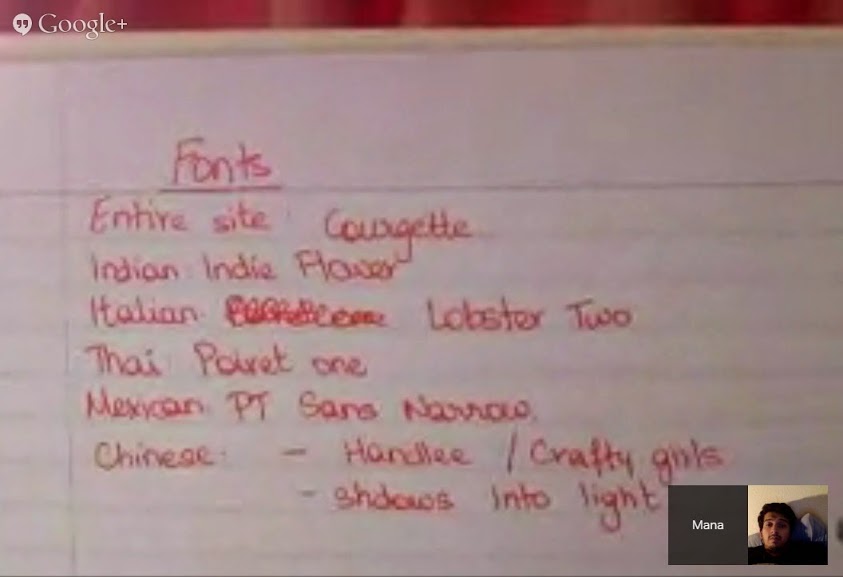 Google+
Fonts
Entire site: Courgette
Indian: Indie Flower
Italian: Lobster Two
Thai: Poiret one
Mexican: PT Sans Narrow.
Chinese: - Handlee / Crafty girls
- Shdows into light
Mana